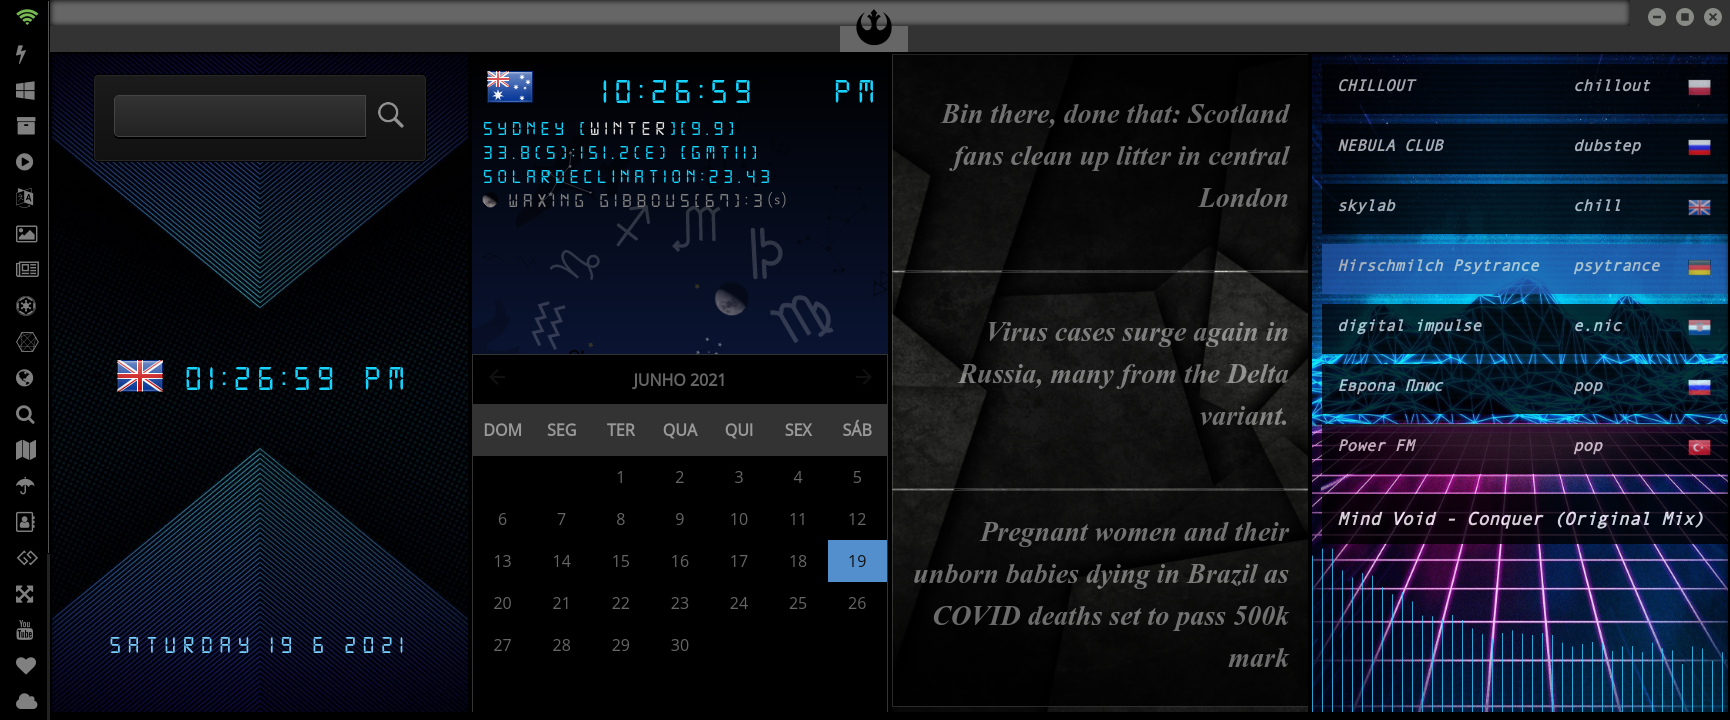 01:26:59 PM
SATURDAY 19 6 2021
10:26:59 PM
SYDNEY (WINTER)(9.9)
33.8(S):151.2(E) (GMT11)
SOLARDECLINATION:23.43
WAXING GIBBOUS(67):3(s)
JUNHO 2021
DOM SEG TER QUA QUI SEX SÁB
1 2 3 4 5
6 7 8 9 10 11 12
13 14 15 16 17 18 19
20 21 22 23 24 25 26
27 28 29 30
Bin there, done that: Scotland
fans clean up litter in central
London
Virus cases surge again in
Russia, many from the Delta
variant.
Pregnant women and their
unborn babies dying in Brazil as
COVID deaths set to pass 500k
mark
CHILLOUT chillout
NEBULA CLUB dubstep
skylab chill
Hirschmilch Psytrance psytrance
digital impulse e.nic
Европа Плюс pop
Power FM pop
Mind Void - Conquer (Original Mix)
You
Tube